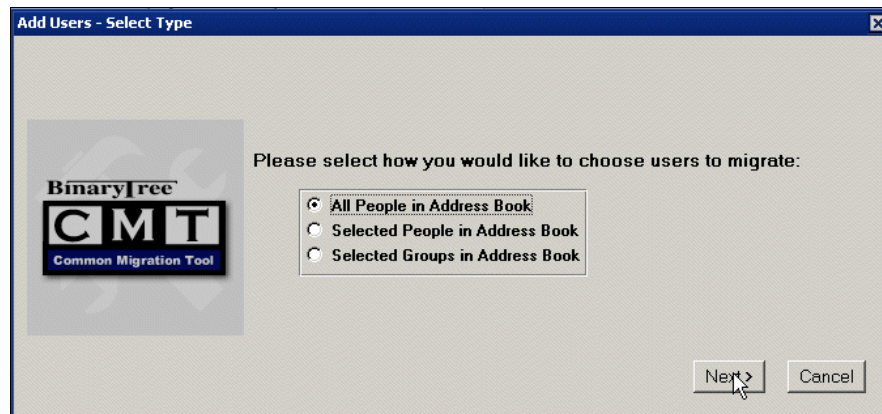 Add Users - Select Type
Please select how you would like to choose users to migrate:
BinaryTree
CMT
Common Migration Tool
All People in Address Book
Selected People in Address Book
Selected Groups in Address Book
Next >
Cancel